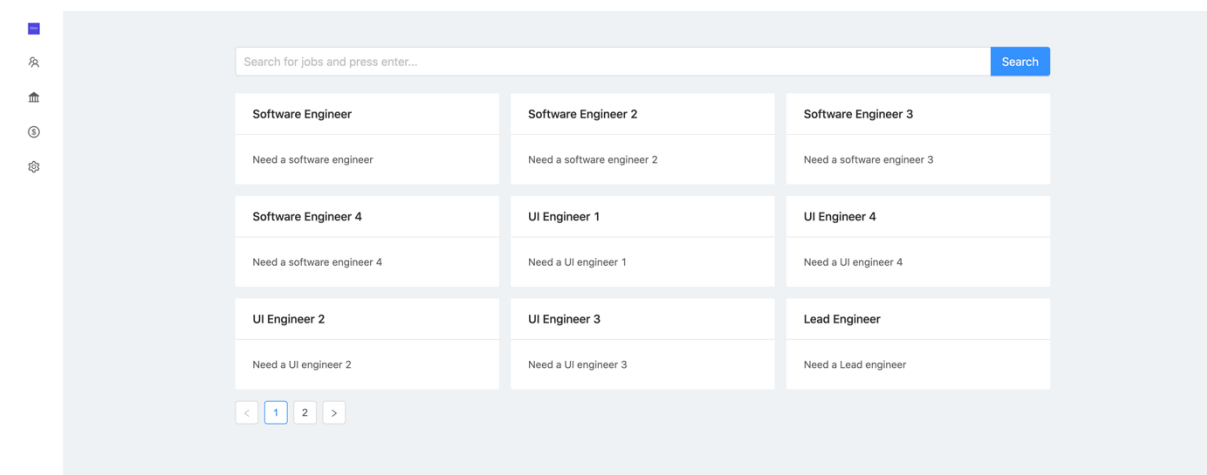 Search for jobs and press enter... Search
Software Engineer
Need a software engineer
Software Engineer 2
Need a software engineer 2
Software Engineer 3
Need a software engineer 3
Software Engineer 4
Need a software engineer 4
UI Engineer 1
Need a UI engineer 1
UI Engineer 4
Need a UI engineer 4
UI Engineer 2
Need a UI engineer 2
UI Engineer 3
Need a UI engineer 3
Lead Engineer
Need a Lead engineer
< 1 2 >